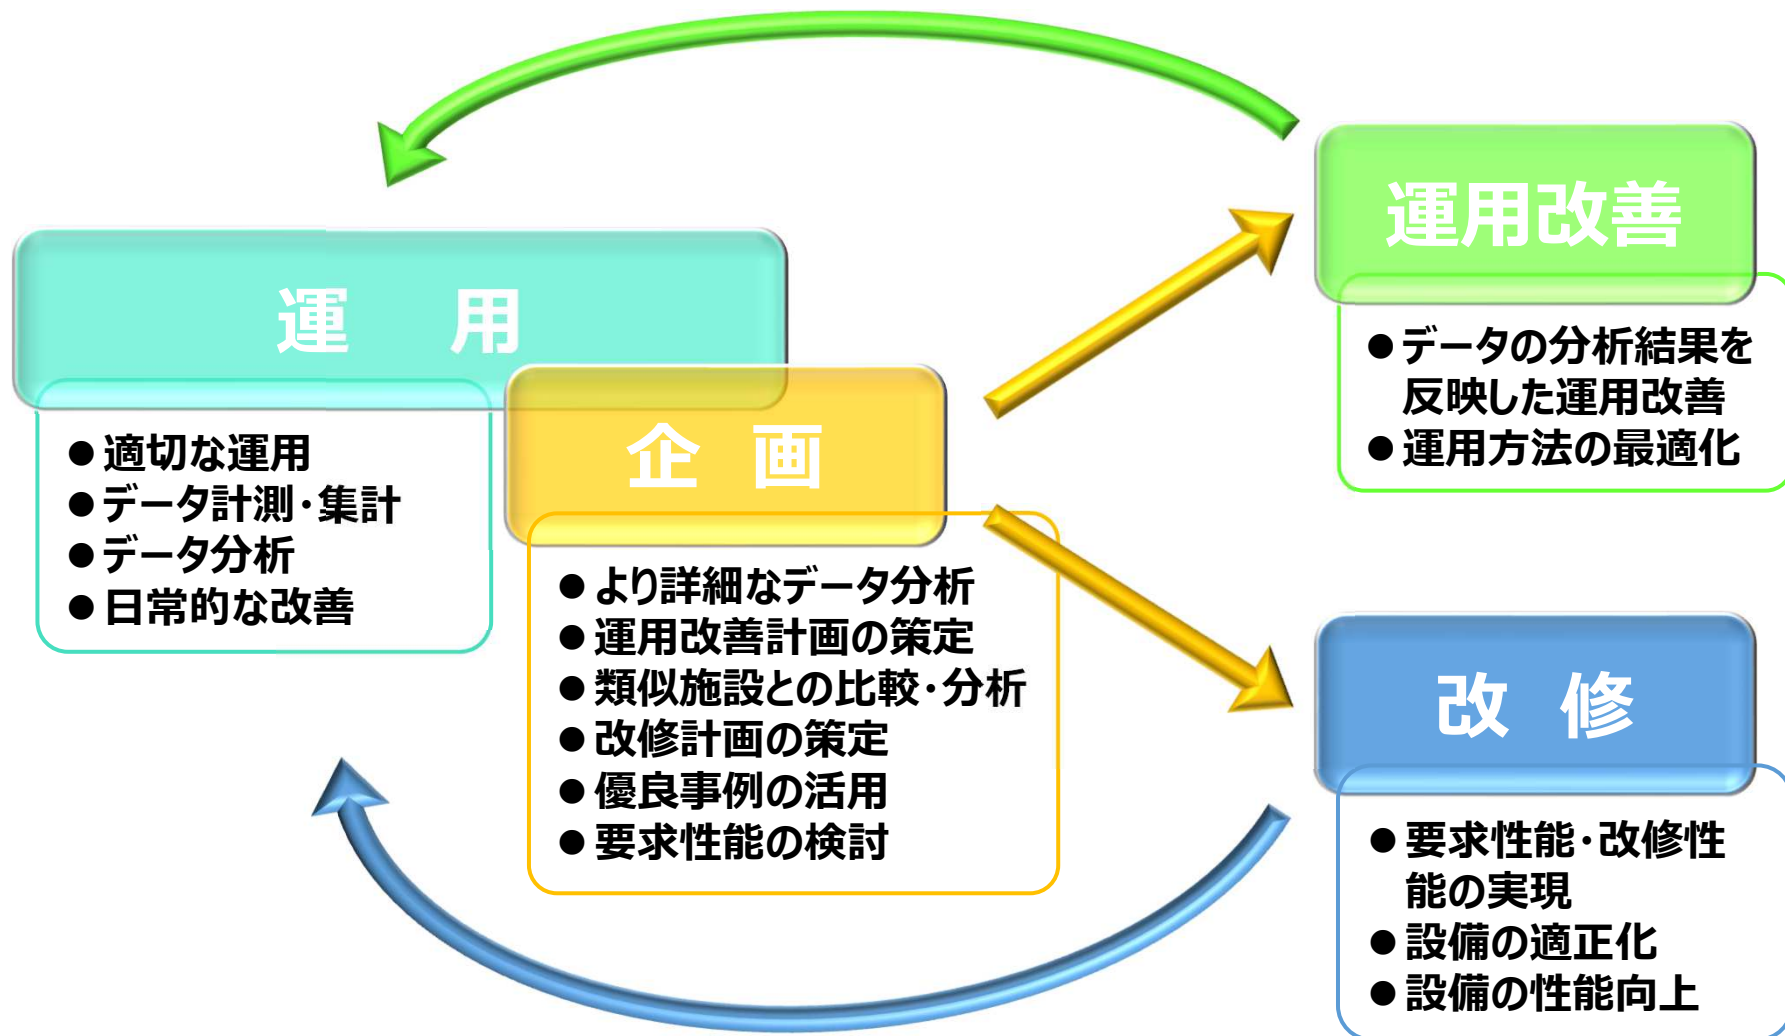 運用
●適切な運用
●データ計測・集計
●データ分析
●日常的な改善
企画
●より詳細なデータ分析
●運用改善計画の策定
●類似施設との比較・分析
●改修計画の策定
●優良事例の活用
●要求性能の検討
運用改善
●データの分析結果を
反映した運用改善
●運用方法の最適化
改修
●要求性能・改修性
能の実現
●設備の適正化
●設備の性能向上